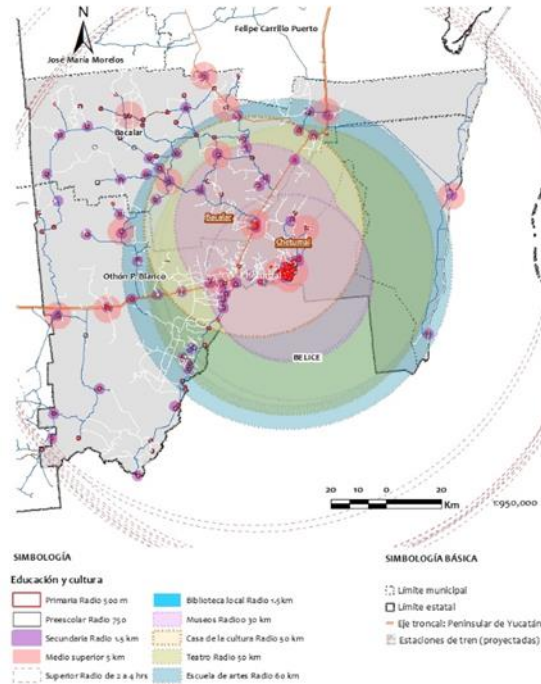 N
Felipe Carrillo Puerto
José María Morelos
Bacalar
Bacalar
Chetumal
Othón P. Blanco
BELICE
20 10 0 20
Km
1:950,000
SIMBOLOGÍA
Educación y cultura
Primaria Radio 500 m
Preescolar Radio 750
Secundaria Radio 1.5 km
Medio superior 5 km
Superior Radio de 2 a 4 hrs
Biblioteca local Radio 1.5 km
Museos Radioo 30 km
Casa de la cultura Radio 50 km
Teatro Radio 50 km
Escuela de artes Radio 60 km
SIMBOLOGÍA BÁSICA
Límite municipal
Límite estatal
Eje troncal: Peninsular de Yucatán
Estaciones de tren (proyectadas)